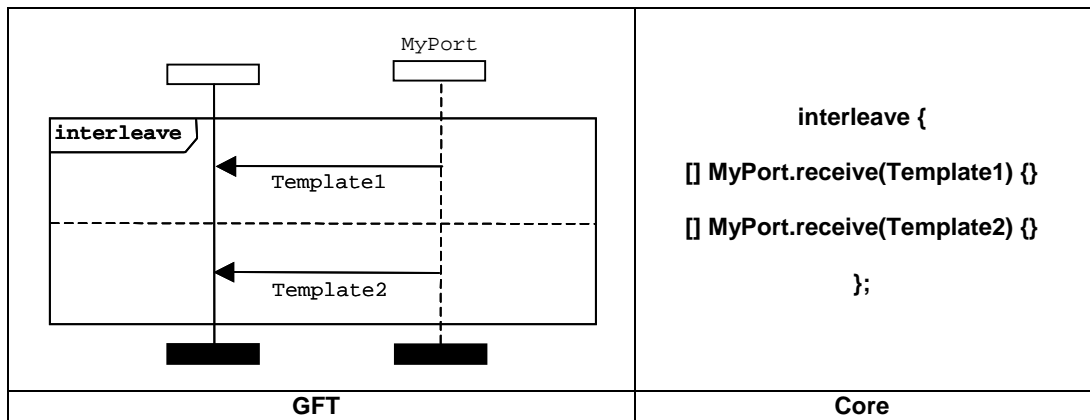 MyPort
interleave
Template1
Template2
interleave {
[] MyPort.receive(Template1) {}
[] MyPort.receive(Template2) {}
};
GFT
Core